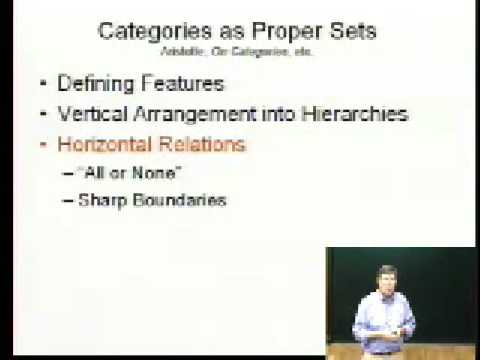 Categories as Proper Sets
Aristotle, On Categories, etc.
• Defining Features
• Vertical Arrangement into Hierarchies
• Horizontal Relations
– "All or None"
– Sharp Boundaries